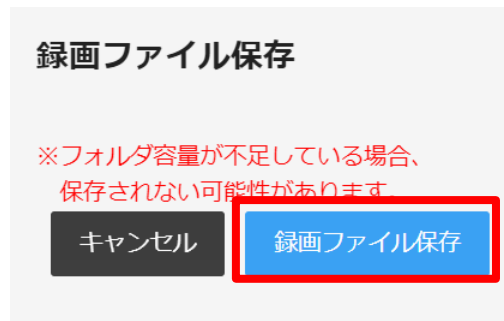 録画ファイル保存
※フォルダ容量が不足している場合、
保存されない可能性があります。
キャンセル
録画ファイル保存